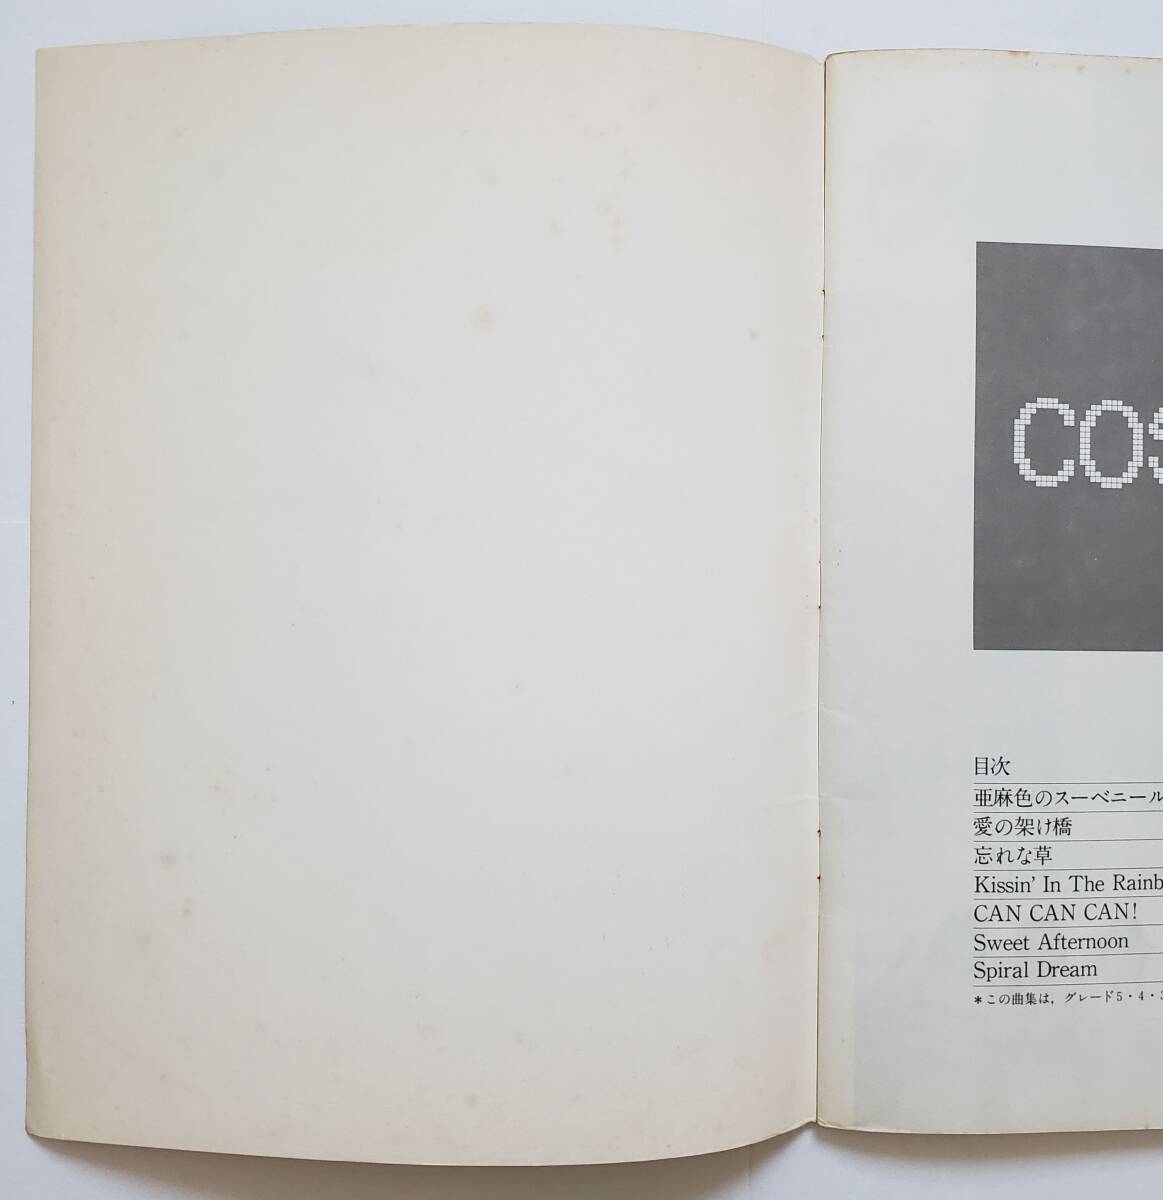 COS
目次
亜麻色のスーベニール
愛の架け橋
忘れな草
Kissin' In The Rainb
CAN CAN CAN!
Sweet Afternoon
Spiral Dream
*この曲集は，グレード5・4・3